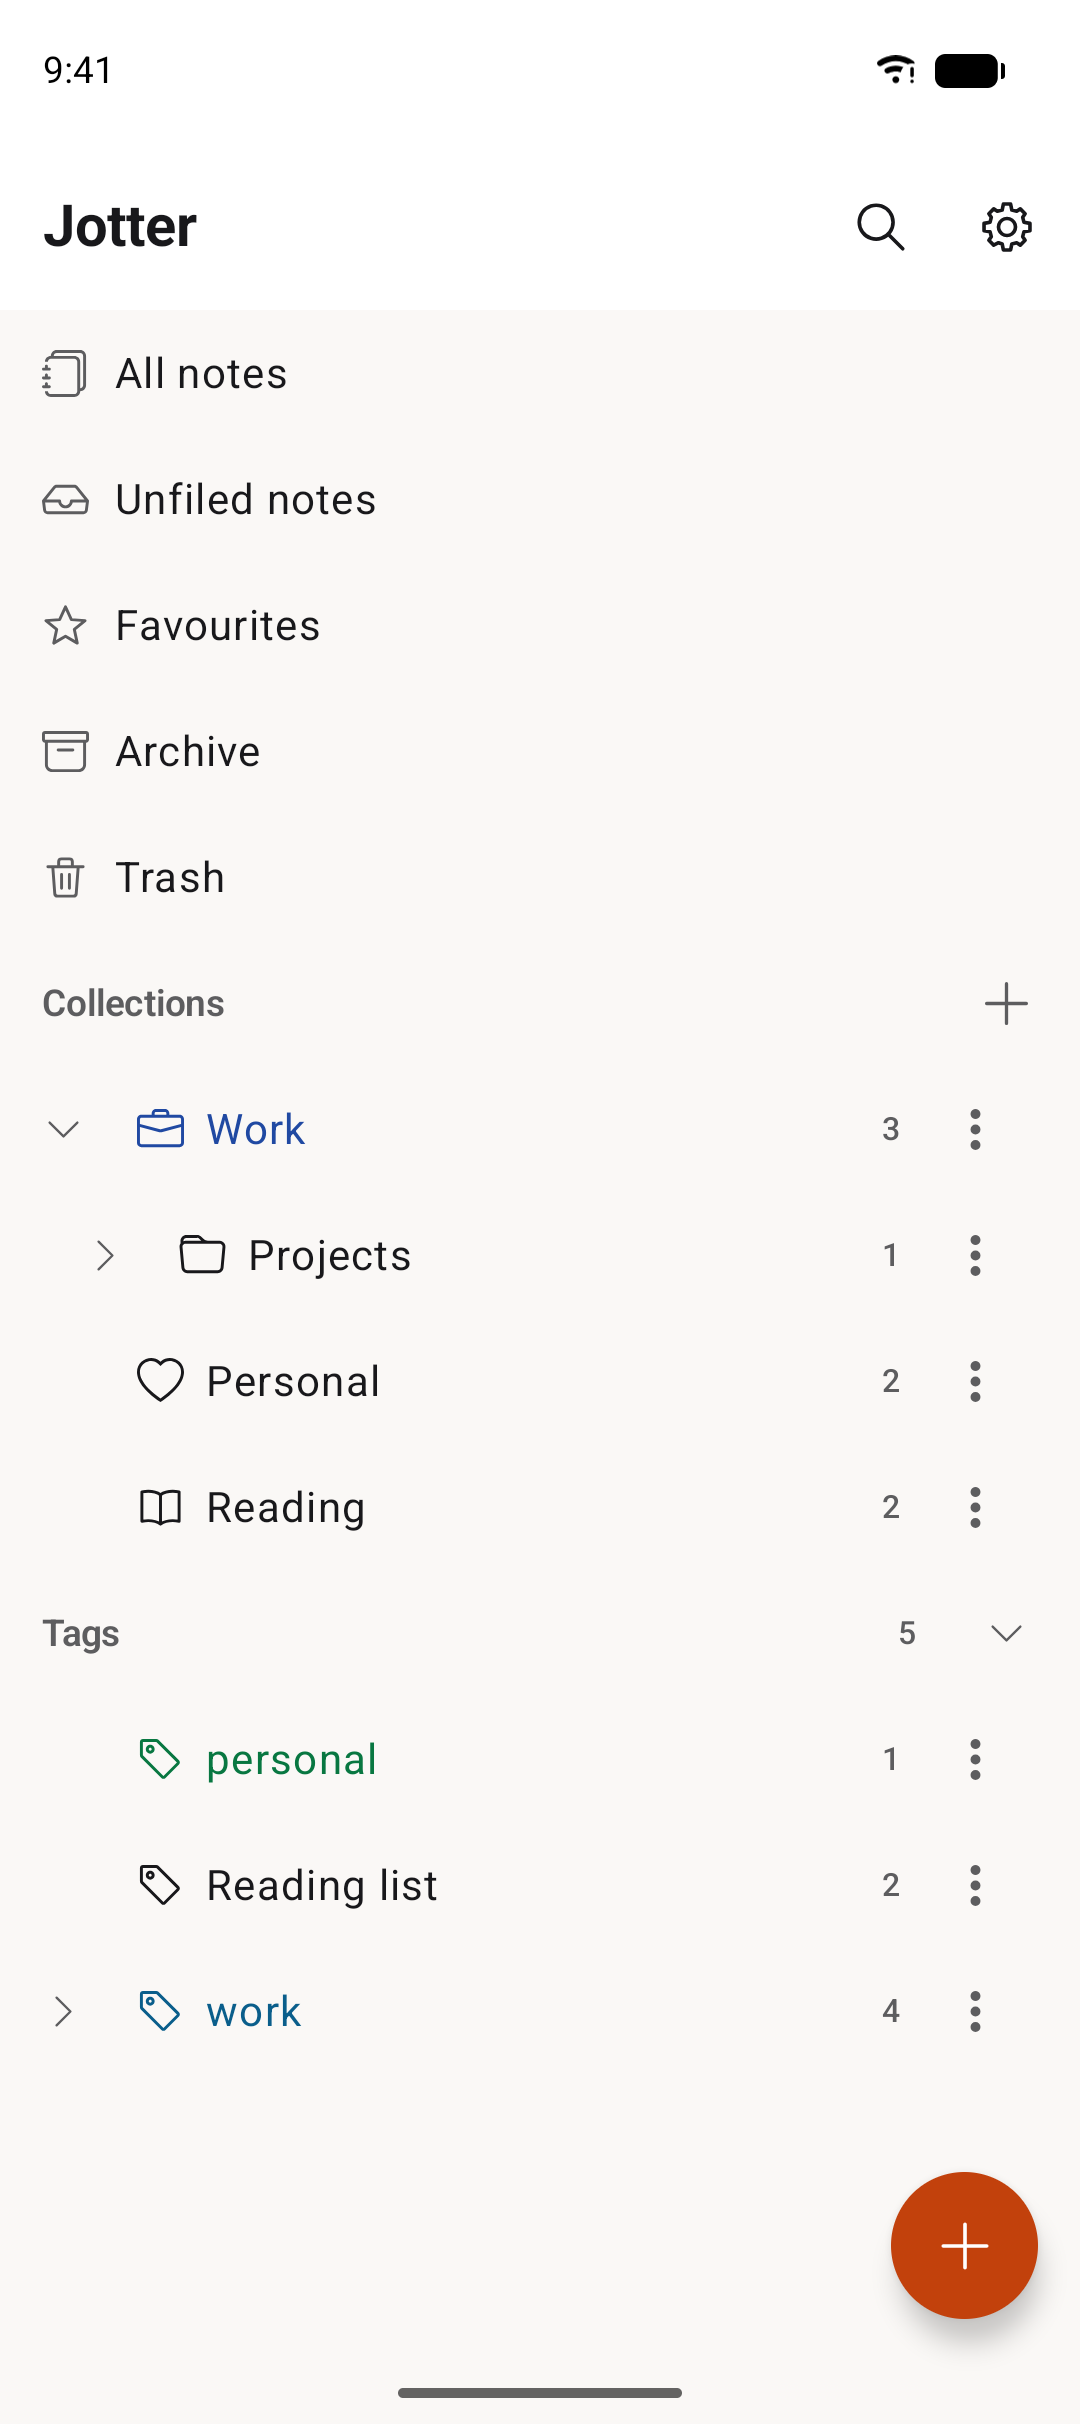 9:41
Jotter
All notes
Unfiled notes
Favourites
Archive
Trash
Collections
Work 3
Projects 1
Personal 2
Reading 2
Tags 5
personal 1
Reading list 2
work 4